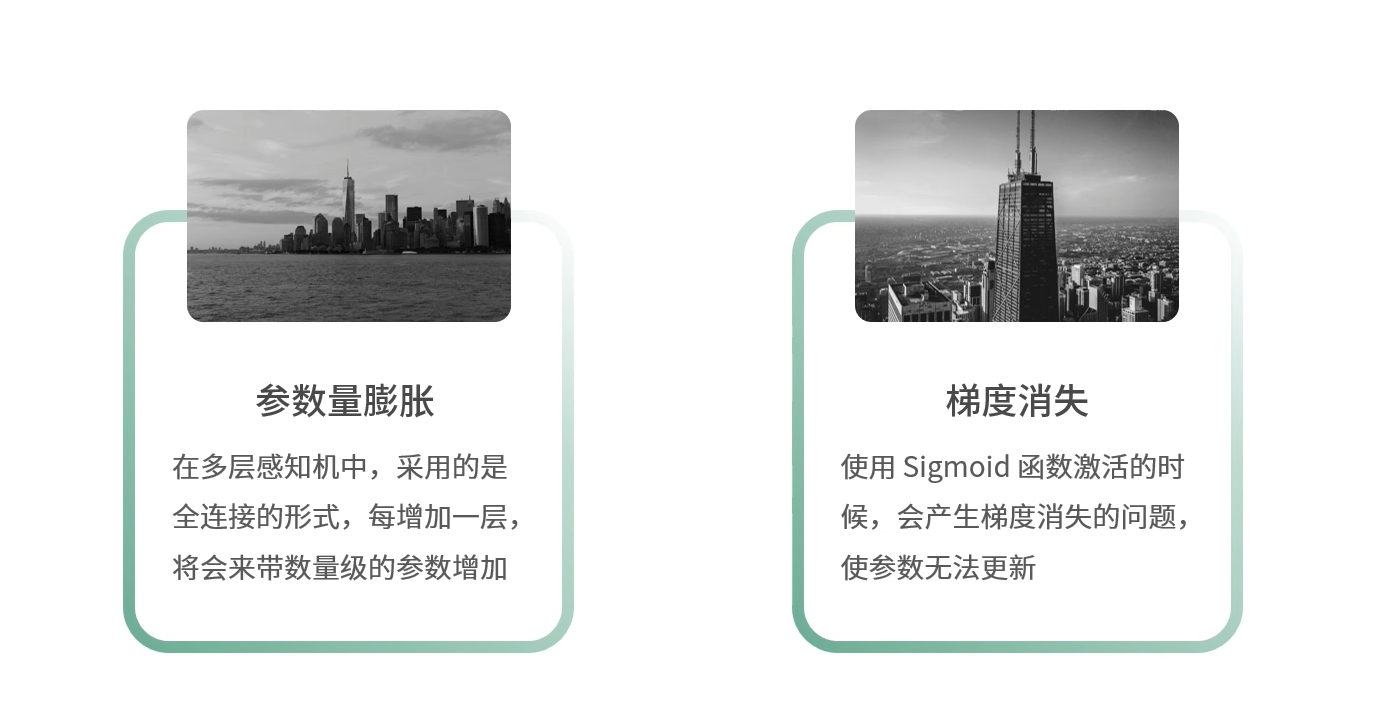 参数量膨胀
在多层感知机中，采用的是
全连接的形式，每增加一层，
将会来带数量级的参数增加
梯度消失
使用 Sigmoid 函数激活的时
候，会产生梯度消失的问题，
使参数无法更新